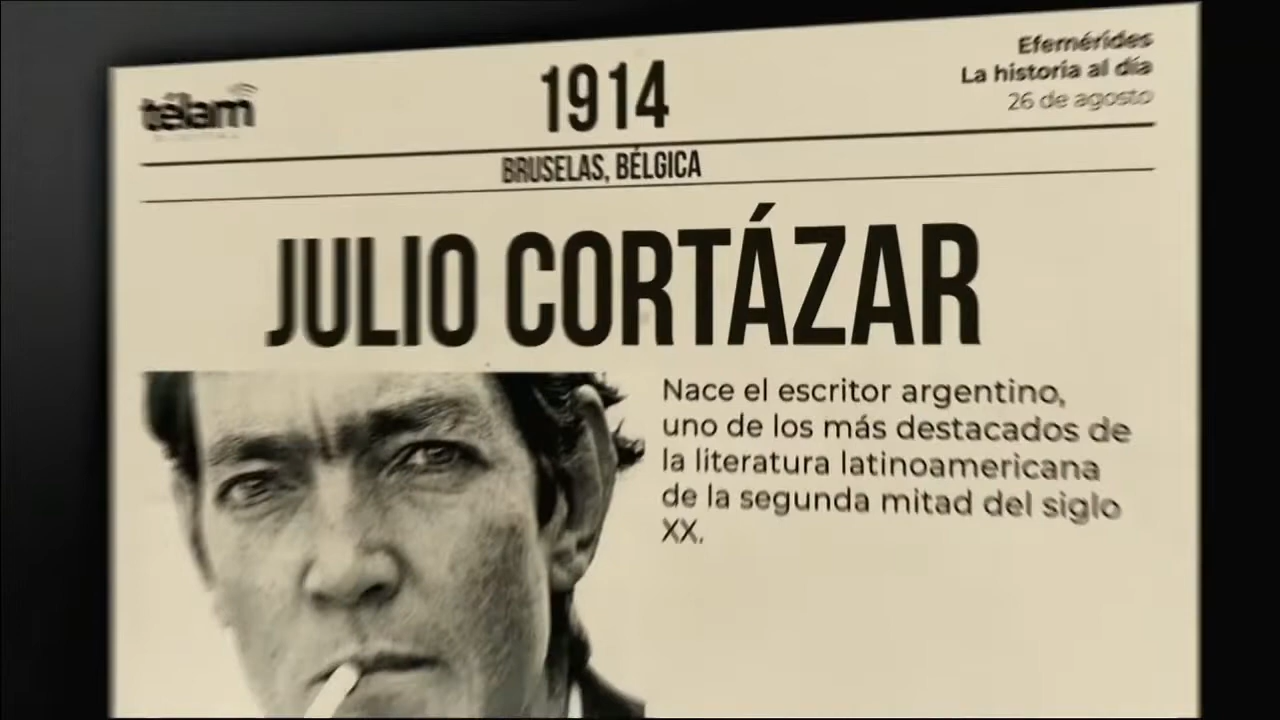 télam
1914
Efemérides
La historia al día
26 de agosto
BRUSELAS, BÉLGICA
JULIO CORTÁZAR
Nace el escritor argentino,
uno de los más destacados de
la literatura latinoamericana
de la segunda mitad del siglo
XX.